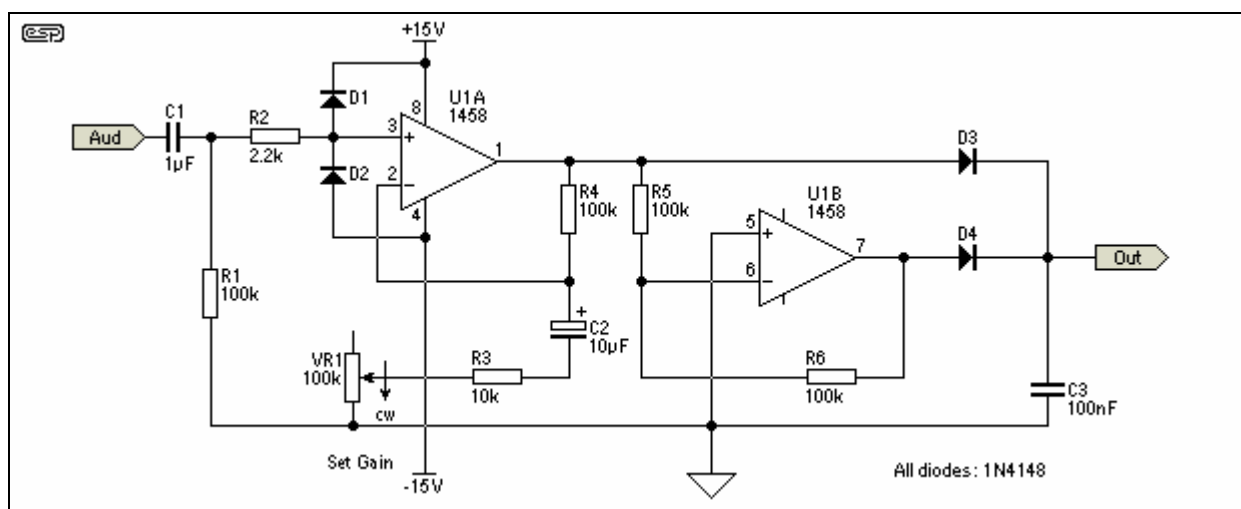 esp
+15V
D1
U1A
1458
8
C1
R2
Aud
3
+
1
D3
1µF
2.2k
D2
2
−
4
R4
100k
R5
100k
U1B
1458
5
+
7
D4
Out
6
−
R1
100k
+
C2
10µF
VR1
100k
R3
10k
R6
100k
C3
100nF
cw
Set Gain
-15V
All diodes: 1N4148